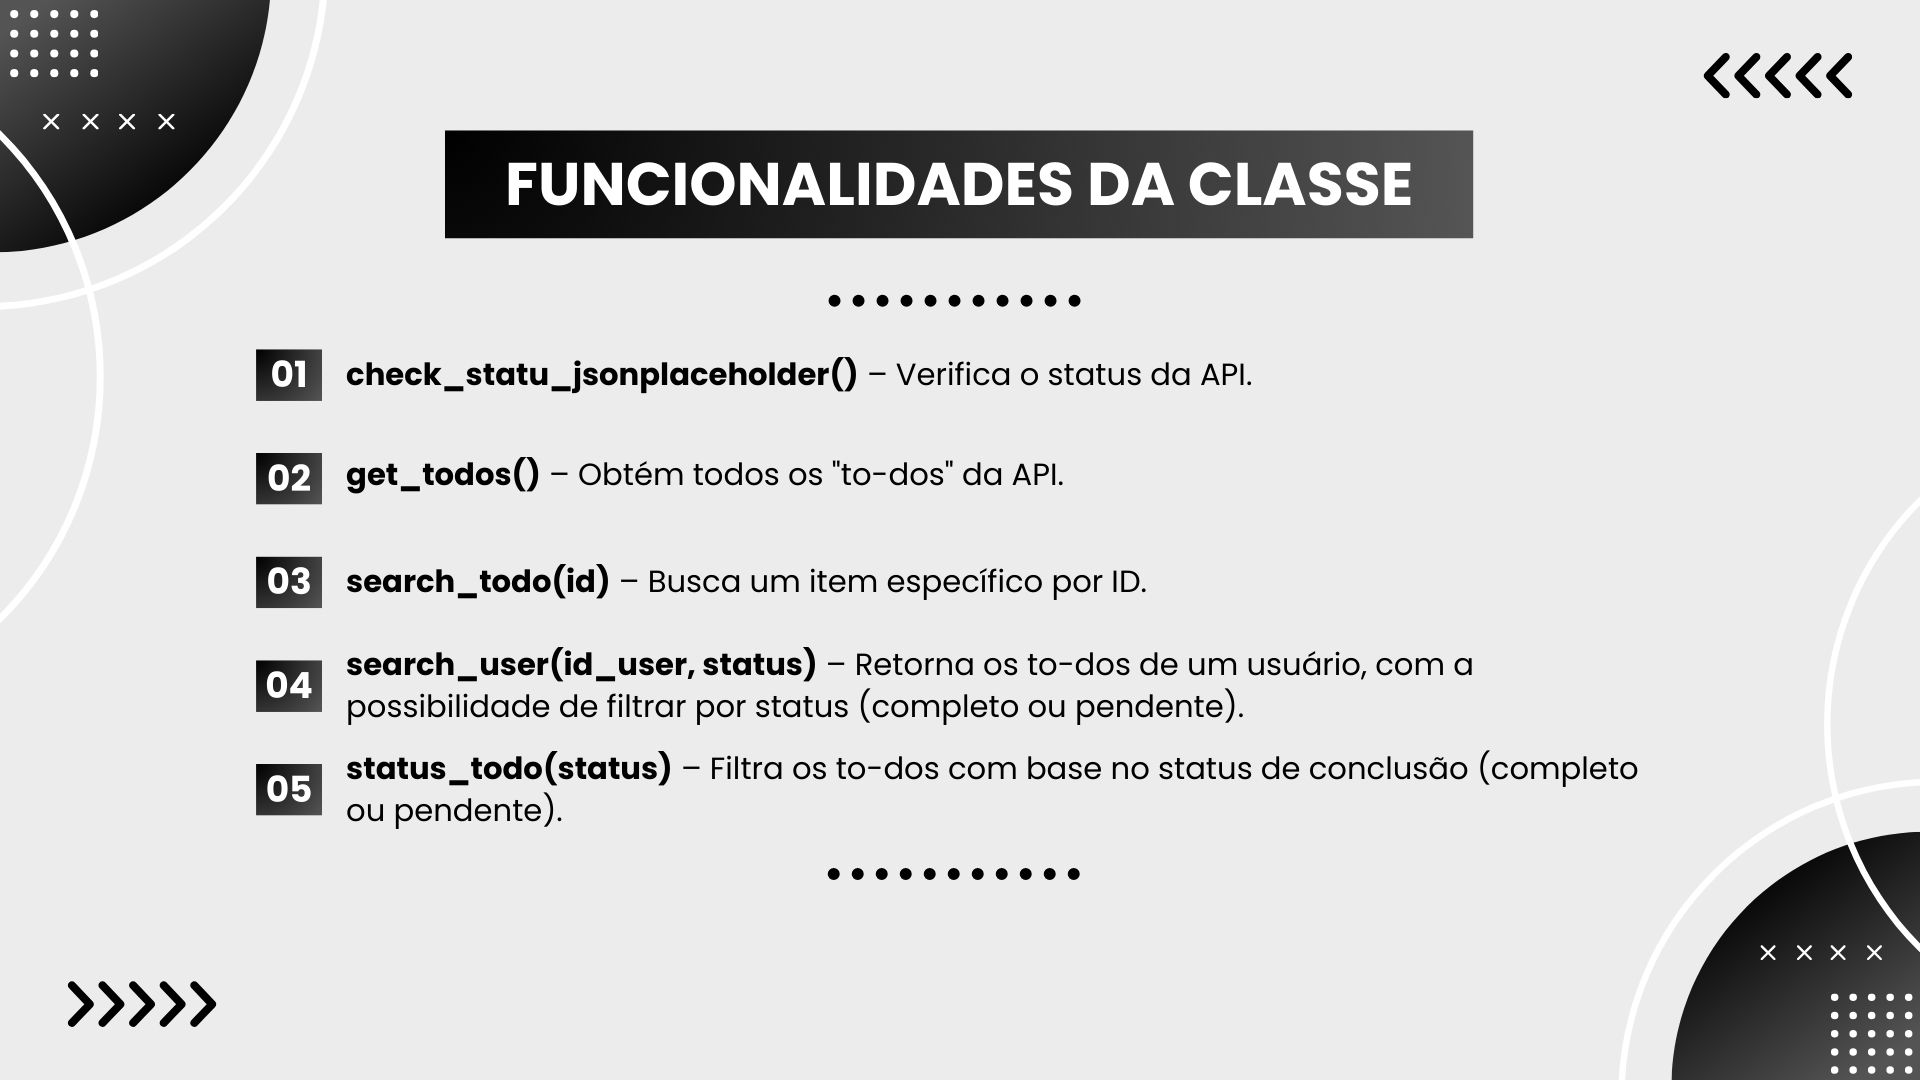 FUNCIONALIDADES DA CLASSE
01 check_statu_jsonplaceholder() – Verifica o status da API.
02 get_todos() – Obtém todos os "to-dos" da API.
03 search_todo(id) – Busca um item específico por ID.
04 search_user(id_user, status) – Retorna os to-dos de um usuário, com a
possibilidade de filtrar por status (completo ou pendente).
05 status_todo(status) – Filtra os to-dos com base no status de conclusão (completo
ou pendente).